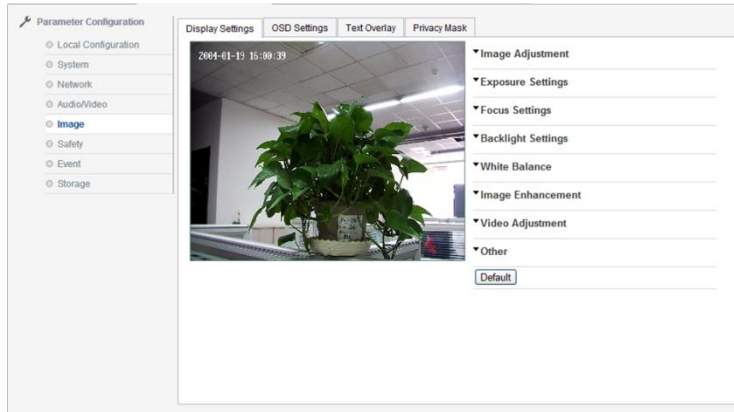 Parameter Configuration
Local Configuration
System
Network
Audio/Video
Image
Safety
Event
Storage
Display Settings
OSD Settings
Text Overlay
Privacy Mask
2004-01-19 16:00:39
Image Adjustment
Exposure Settings
Focus Settings
Backlight Settings
White Balance
Image Enhancement
Video Adjustment
Other
Default